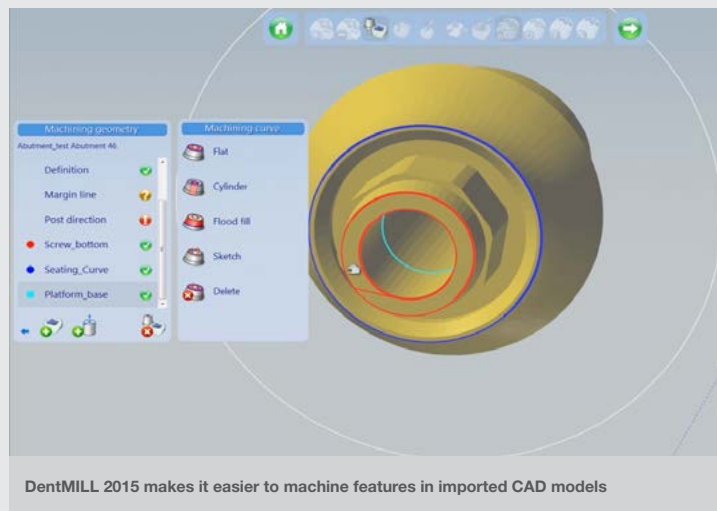 Machining geometry
Abutment_test Abutment 46
Definition
Margin line
Post direction
Screw_bottom
Seating_Curve
Platform_base
Machining curve
Flat
Cylinder
Flood fill
Sketch
Delete
DentMILL 2015 makes it easier to machine features in imported CAD models